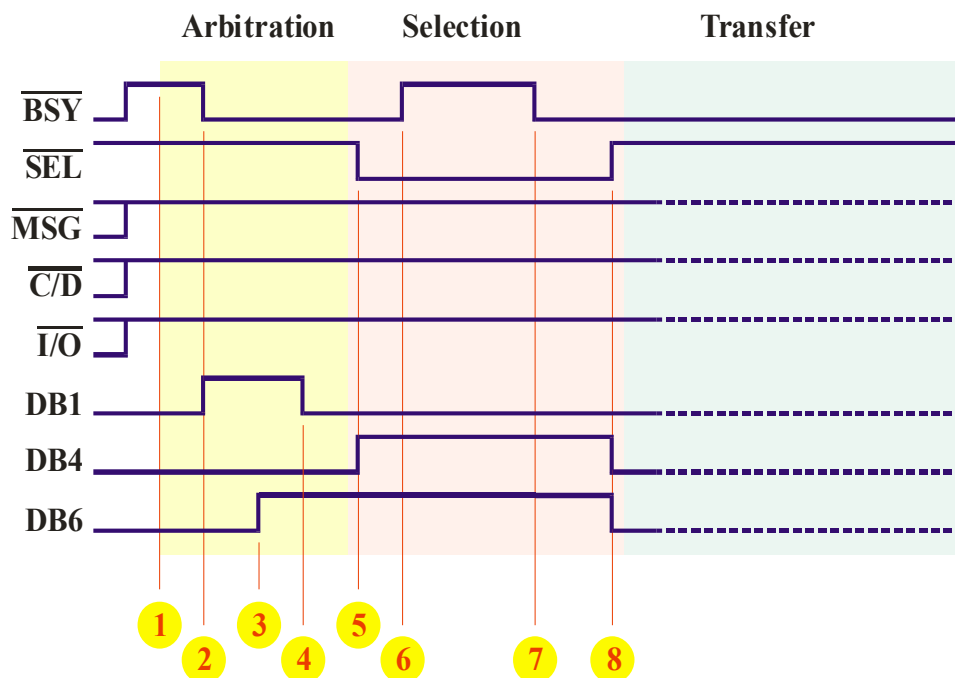 Arbitration Selection Transfer
BSY
SEL
MSG
C/D
I/O
DB1
DB4
DB6
1 3 5 8
2 4 6 7